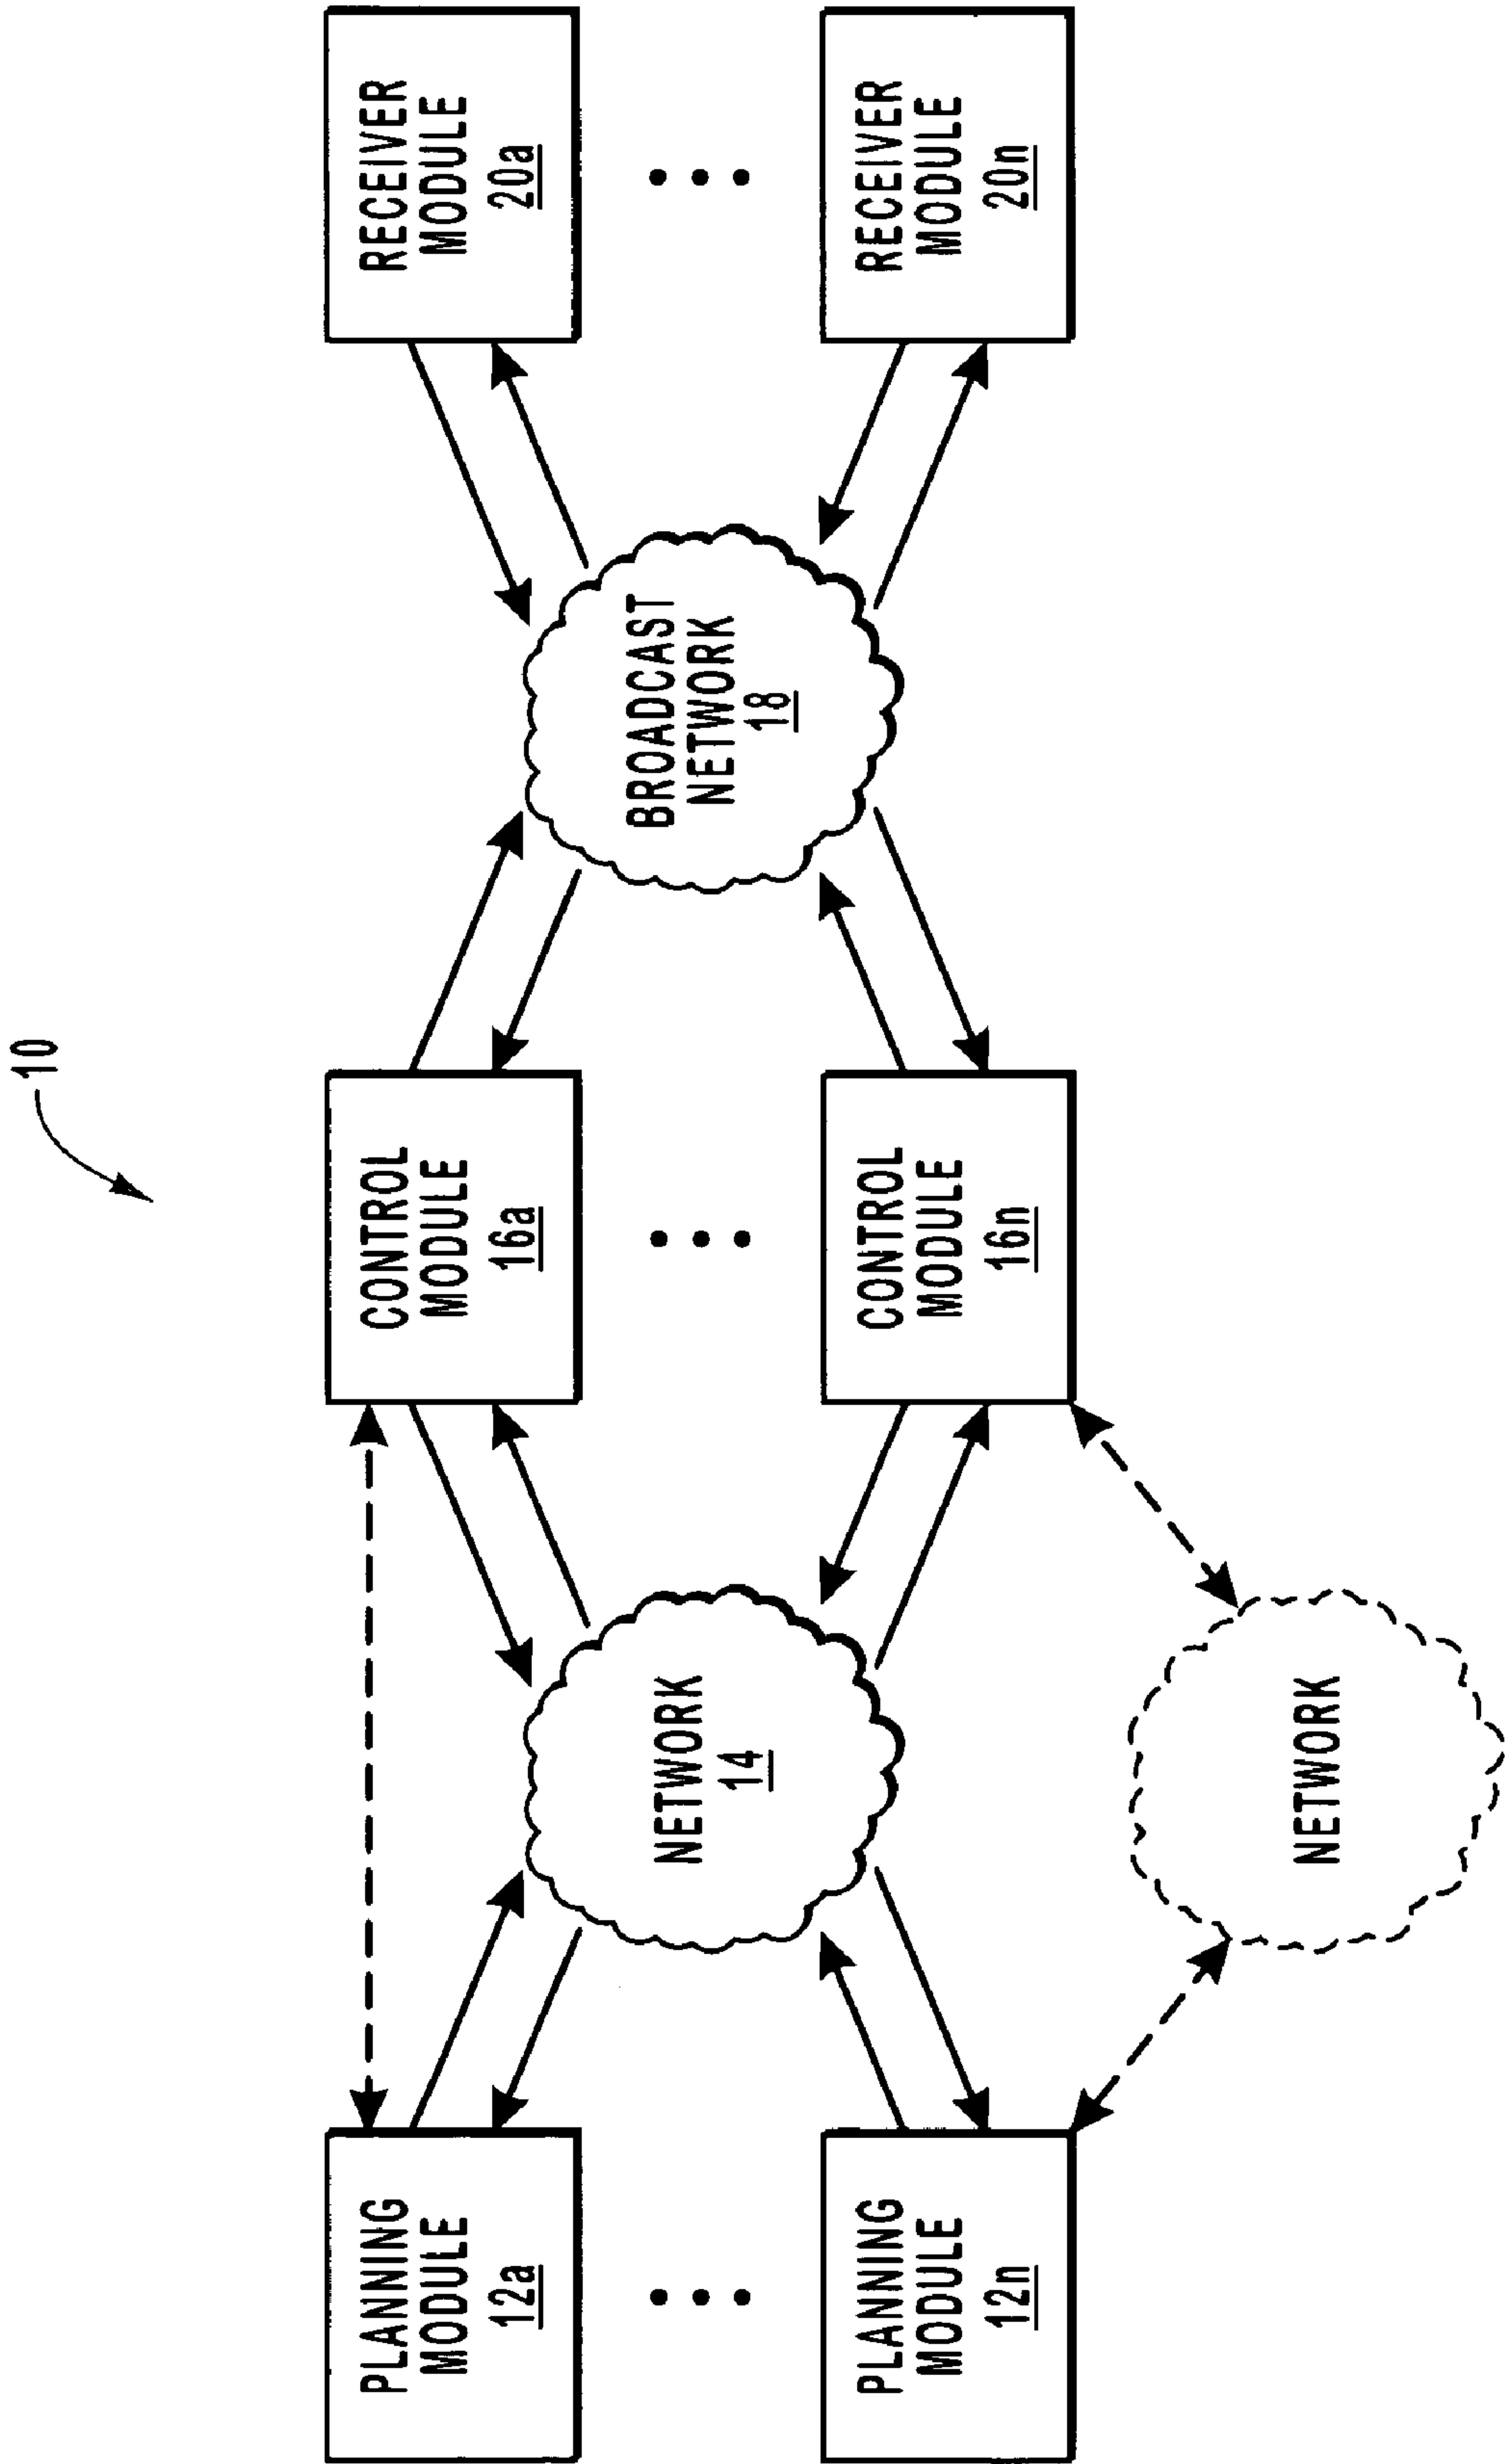 10
PLANNING
MODULE
12a
CONTROL
MODULE
16a
RECEIVER
MODULE
20a
NETWORK
14
BROADCAST
NETWORK
18
PLANNING
MODULE
12n
CONTROL
MODULE
16n
RECEIVER
MODULE
20n
NETWORK